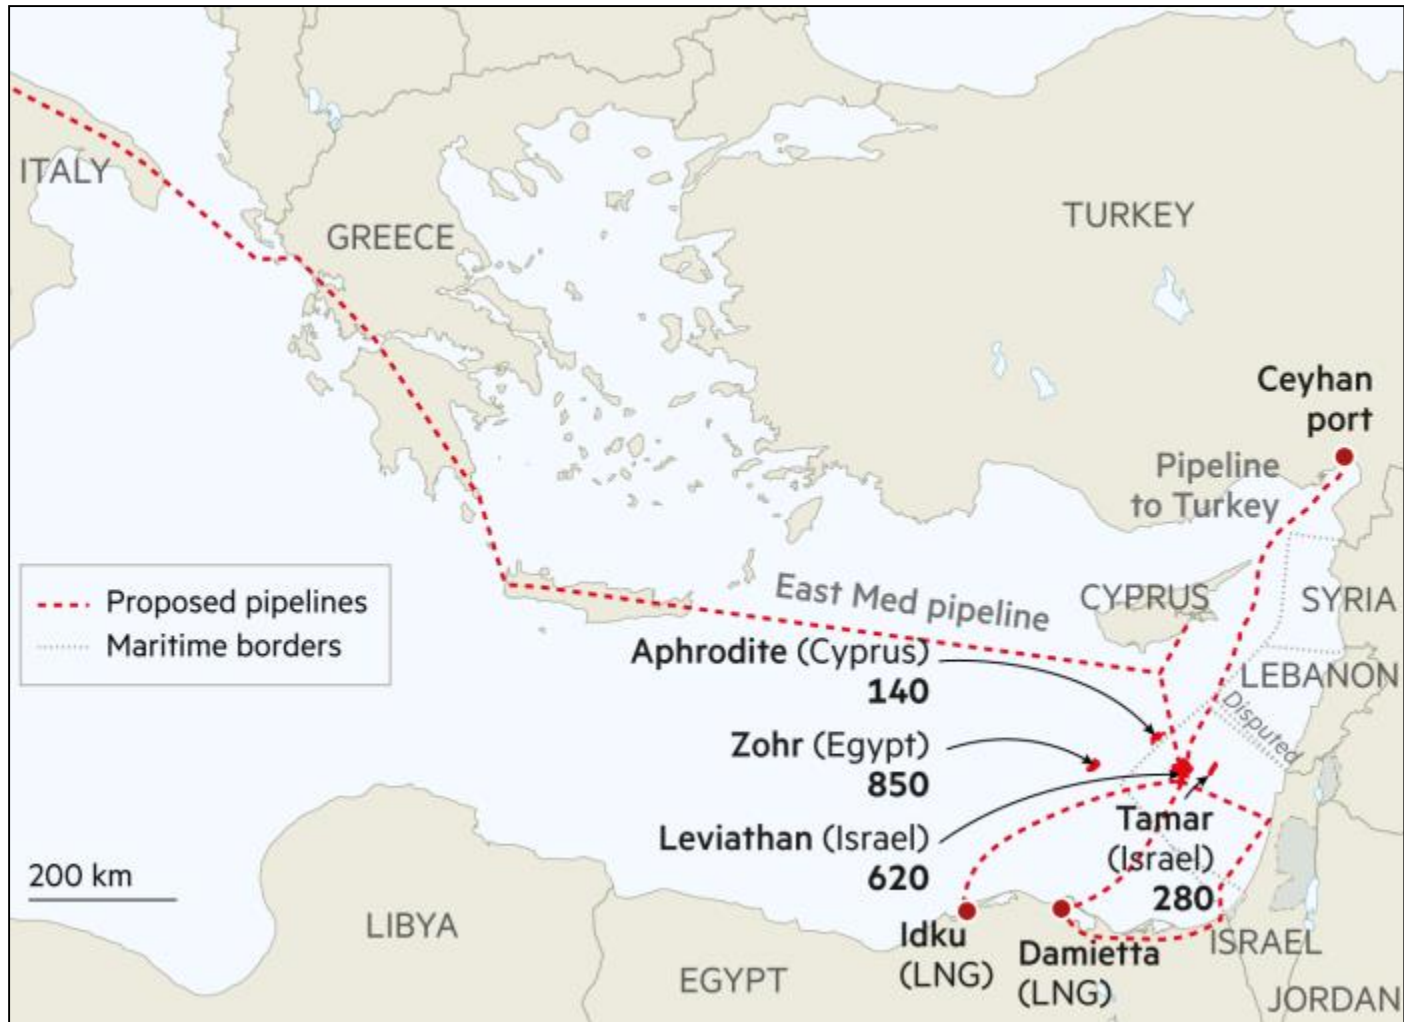 ITALY
GREECE
TURKEY
Ceyhan
port
Pipeline
to Turkey
Proposed pipelines
Maritime borders
East Med pipeline
CYPRUS
SYRIA
Aphrodite (Cyprus)
140
LEBANON
Disputed
Zohr (Egypt)
850
Leviathan (Israel)
620
Tamar
(Israel)
280
200 km
LIBYA
EGYPT
Idku
(LNG)
Damietta
(LNG)
ISRAEL
JORDAN